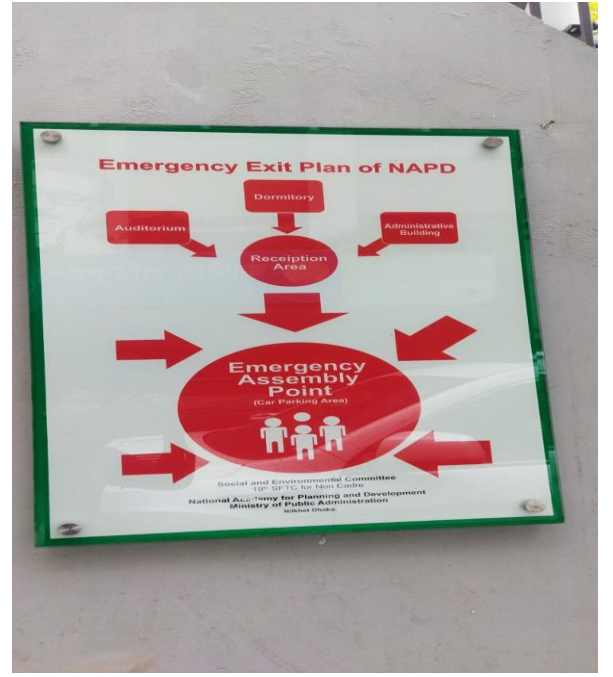 Emergency Exit Plan of NAPD
Dormitory
Auditorium
Administrative
Building
Receiption
Area
Emergency
Assembly
Point
(Car Parking Area)
Social and Environmental Committee
19th SFTC for Non Cadre
National Academy for Planning and Development
Ministry of Public Administration
Nilkhet Dhaka.